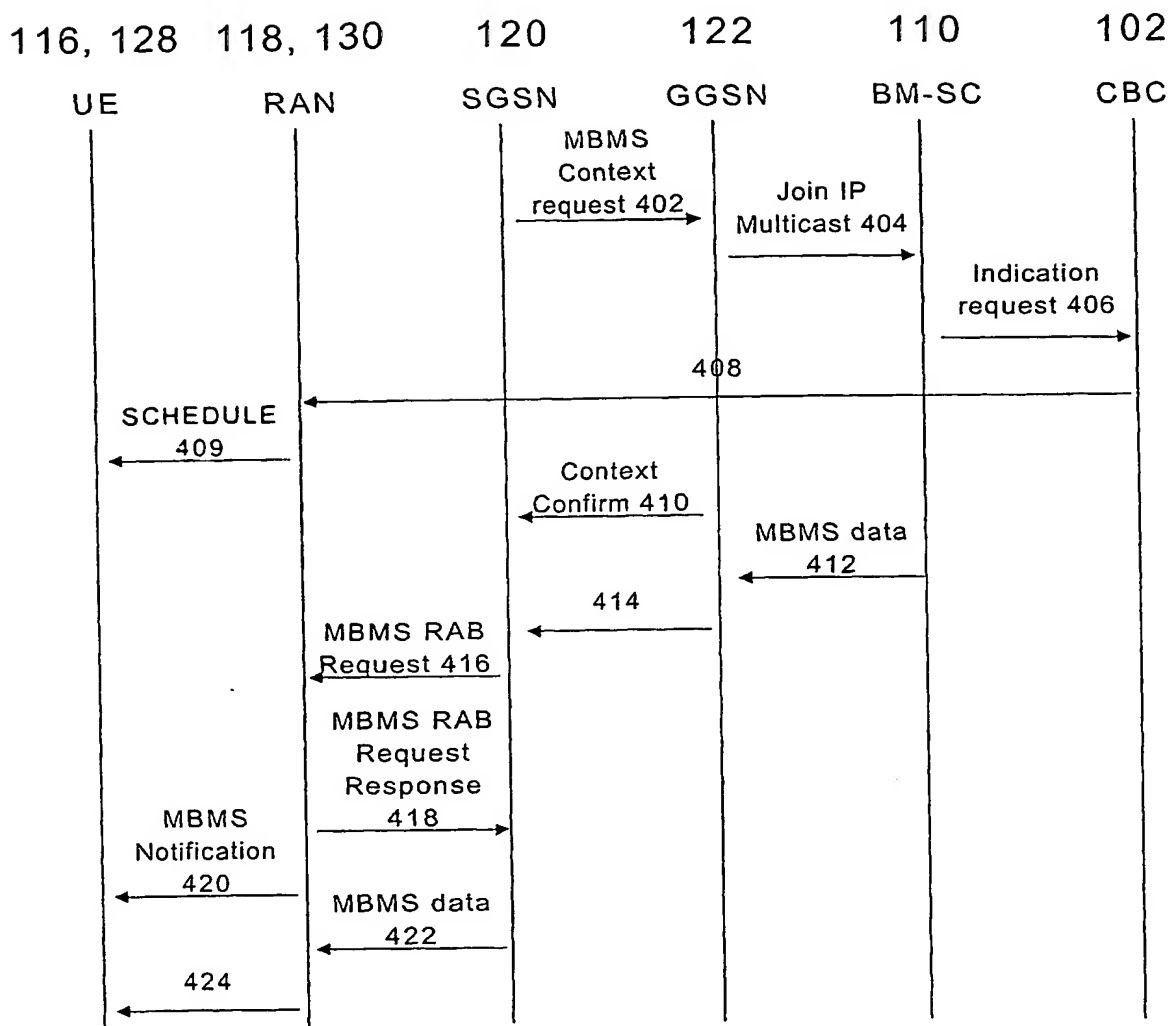 116, 128 118, 130 120 122 110 102
UE RAN SGSN GGSN BM-SC CBC
MBMS
Context
request 402
Join IP
Multicast 404
Indication
request 406
408
SCHEDULE
409
Context
Confirm 410
MBMS data
412
414
MBMS RAB
Request 416
MBMS RAB
Request
Response
418
MBMS
Notification
420
MBMS data
422
424